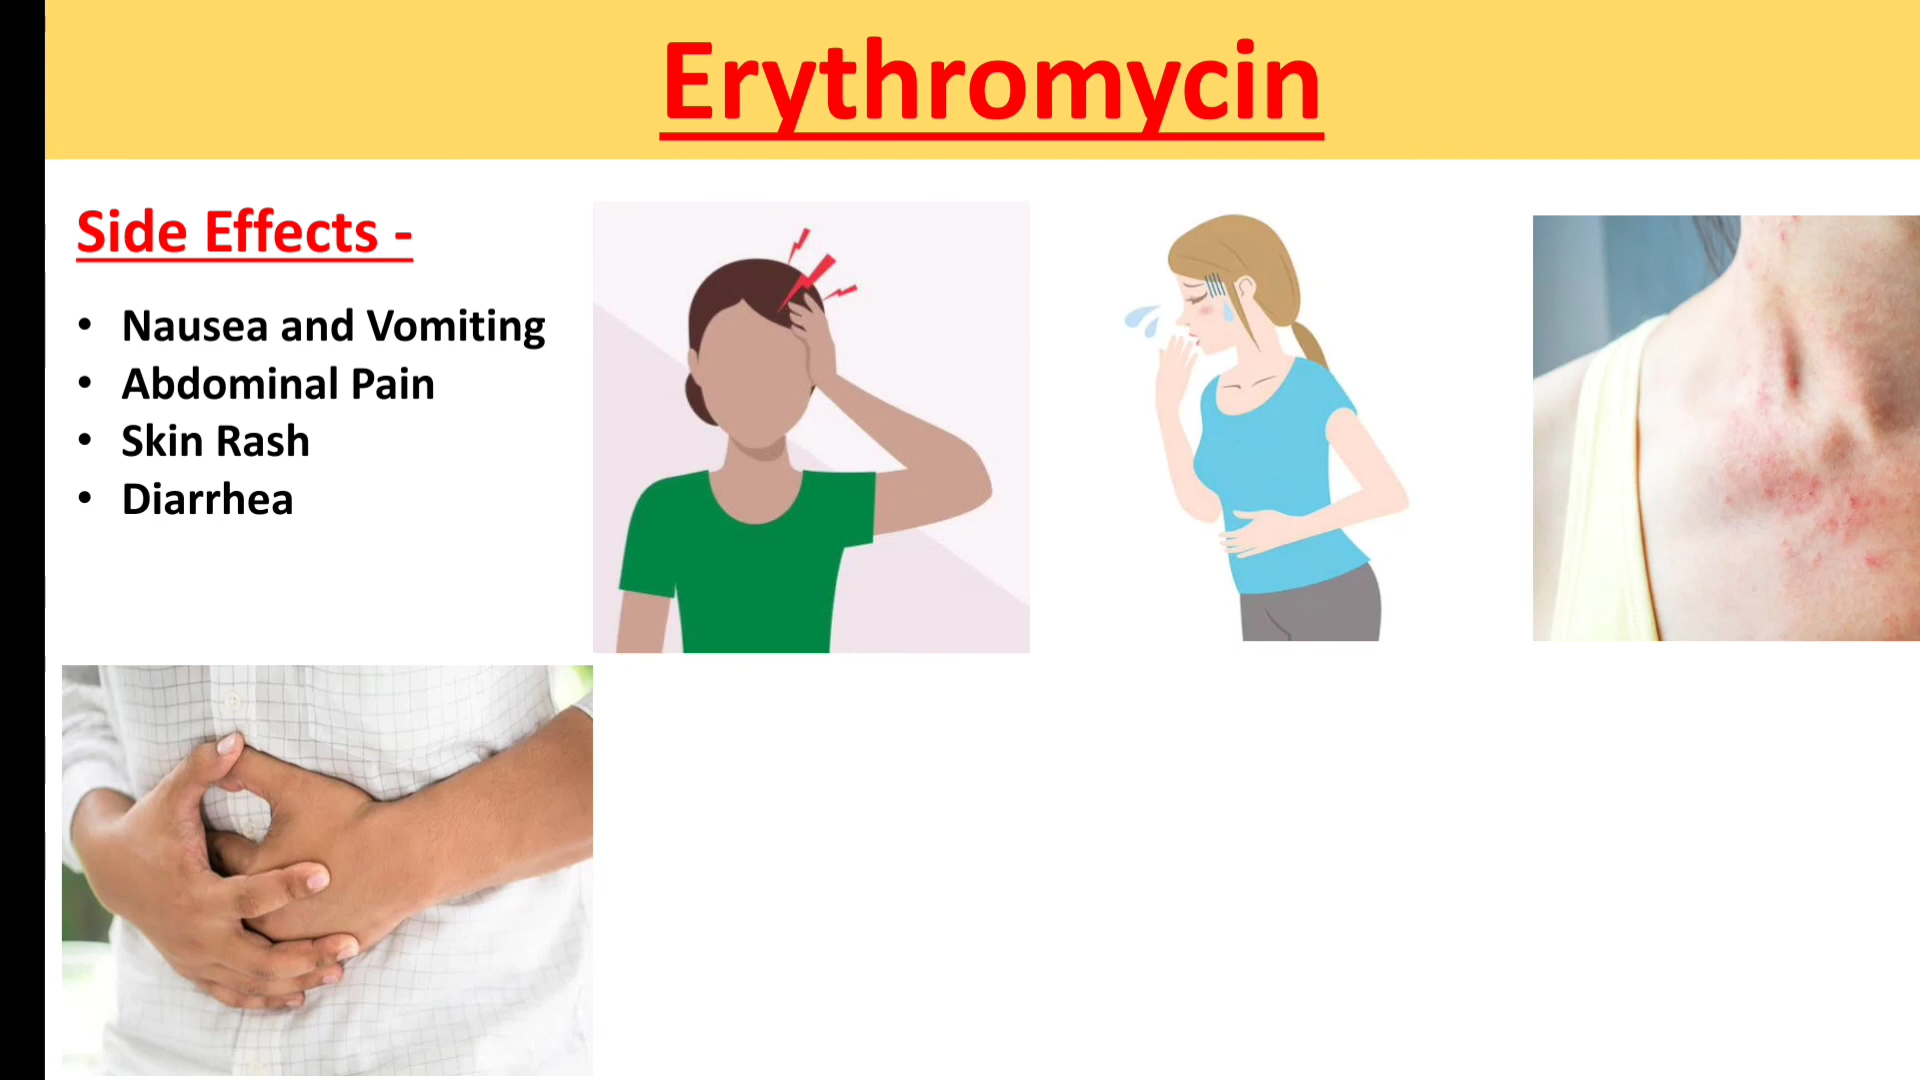 Erythromycin
Side Effects -
• Nausea and Vomiting
• Abdominal Pain
• Skin Rash
• Diarrhea